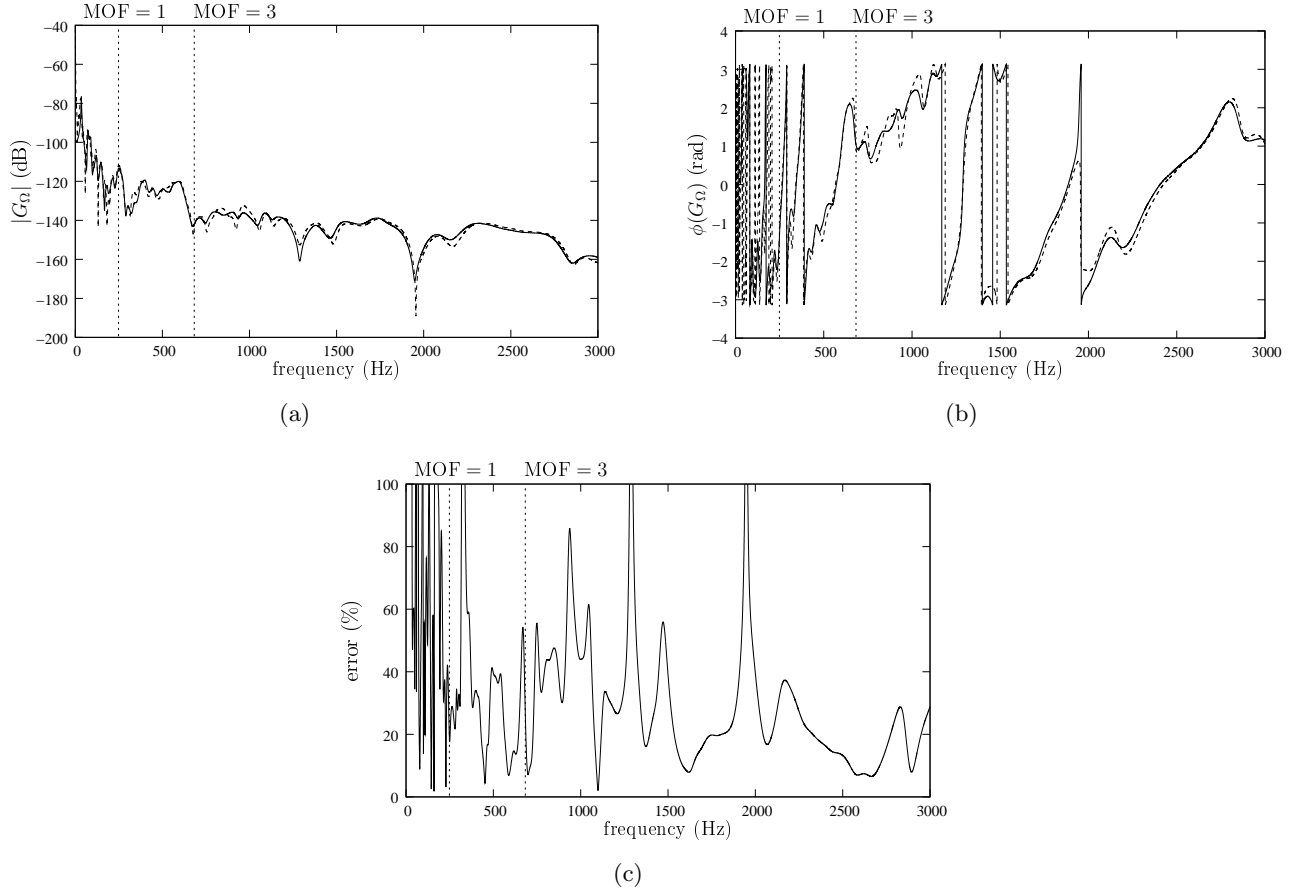 MOF = 1 MOF = 3
|G_Ω| (dB)
−40
−60
−80
−100
−120
−140
−160
−180
−200
0 500 1000 1500 2000 2500 3000
frequency (Hz)
(a)
MOF = 1 MOF = 3
ϕ(G_Ω) (rad)
4
3
2
1
0
−1
−2
−3
−4
0 500 1000 1500 2000 2500 3000
frequency (Hz)
(b)
MOF = 1 MOF = 3
error (%)
100
80
60
40
20
0
0 500 1000 1500 2000 2500 3000
frequency (Hz)
(c)